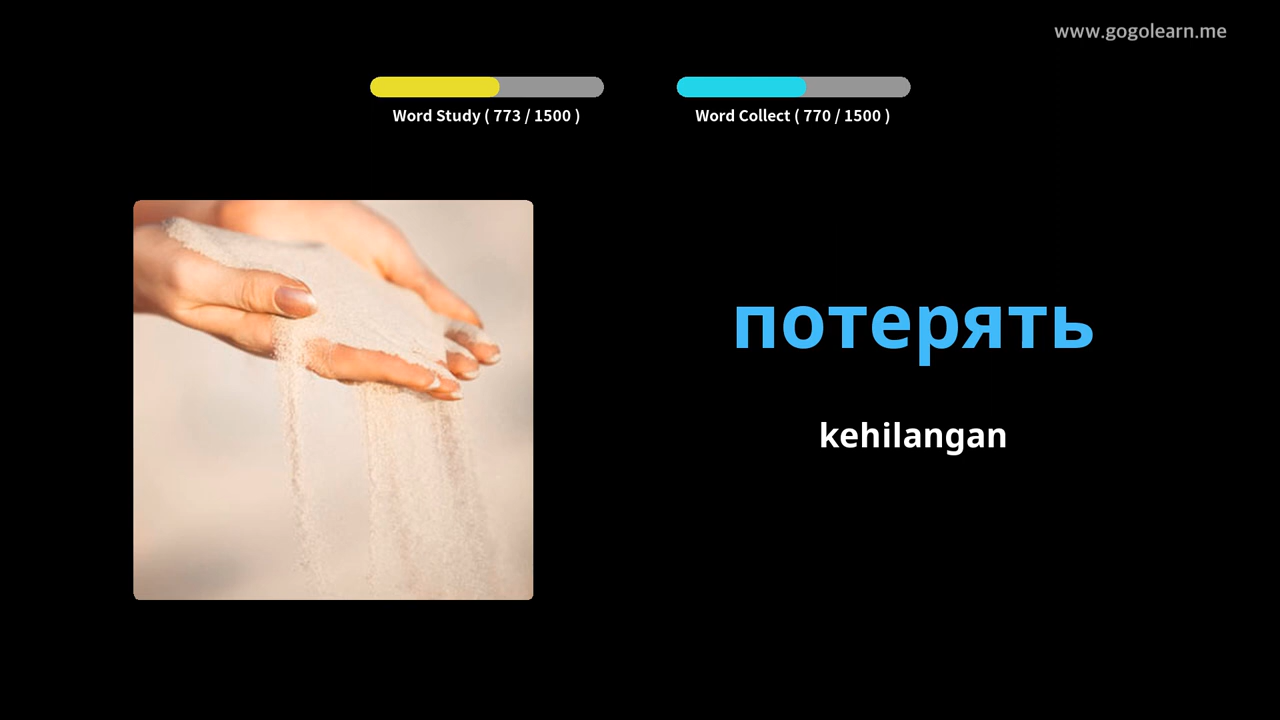 www.gogolearn.me
Word Study ( 773 / 1500 )
Word Collect ( 770 / 1500 )
потерять
kehilangan